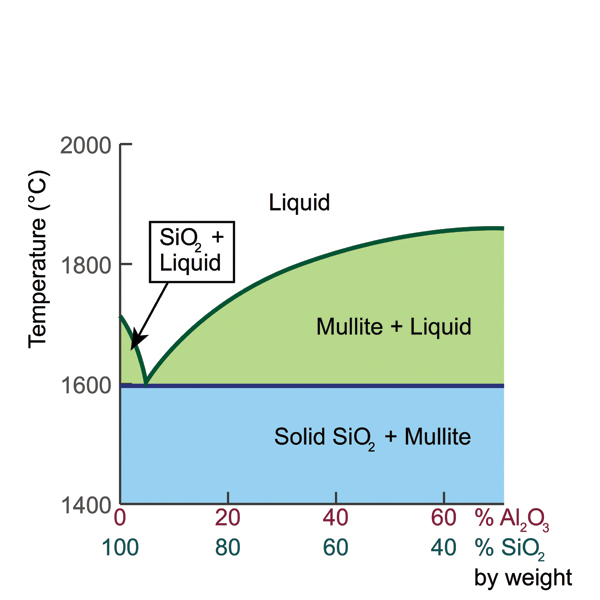 2000
Liquid
SiO₂ +
Liquid
Temperature (°C)
1800
Mullite + Liquid
1600
Solid SiO₂ + Mullite
1400
0 20 40 60 % Al₂O₃
100 80 60 40 % SiO₂
by weight